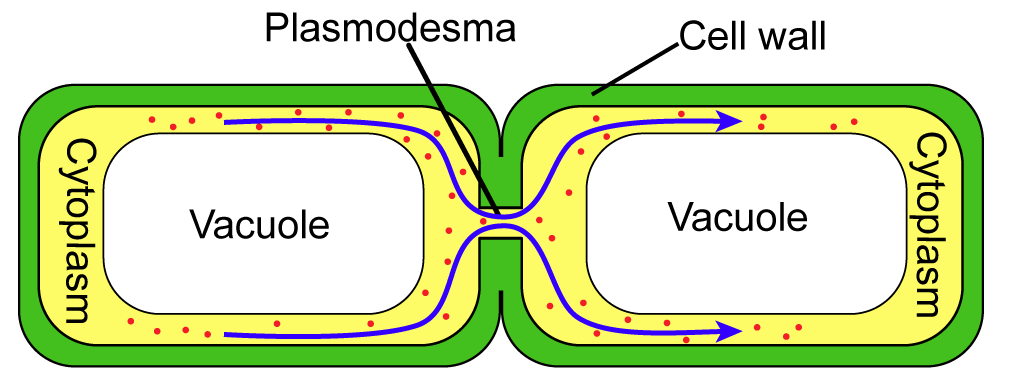 Plasmodesma
Cell wall
Cytoplasm
Vacuole
Vacuole
Cytoplasm